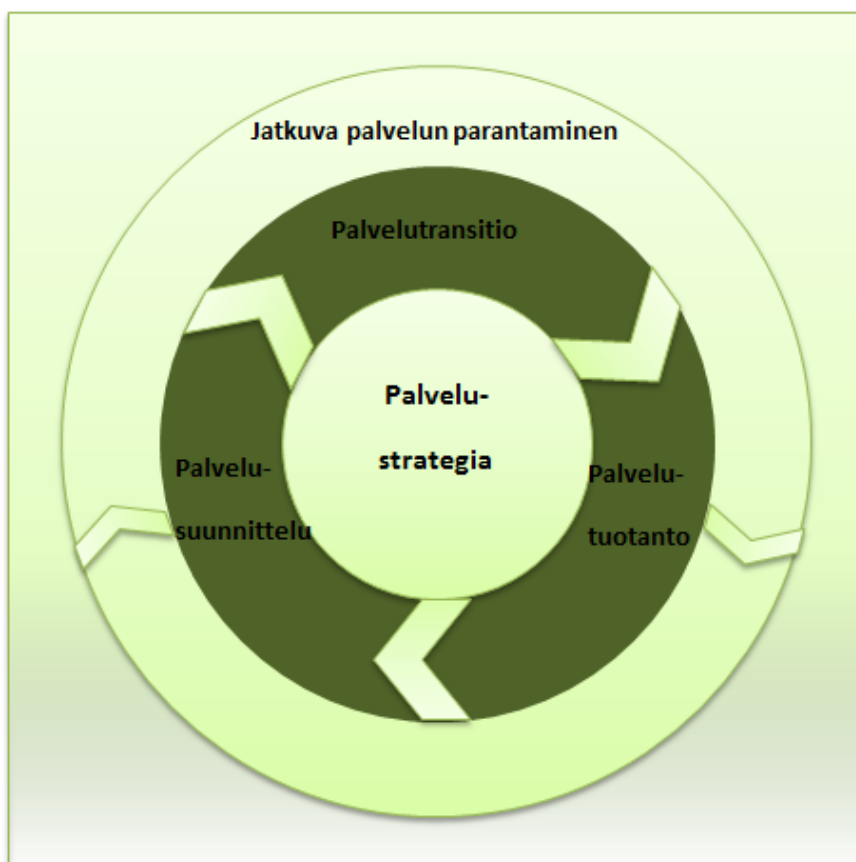 Jatkuva palvelun parantaminen
Palvelutransitio
Palvelu-
strategia
Palvelu-
suunnittelu
Palvelu-
tuotanto